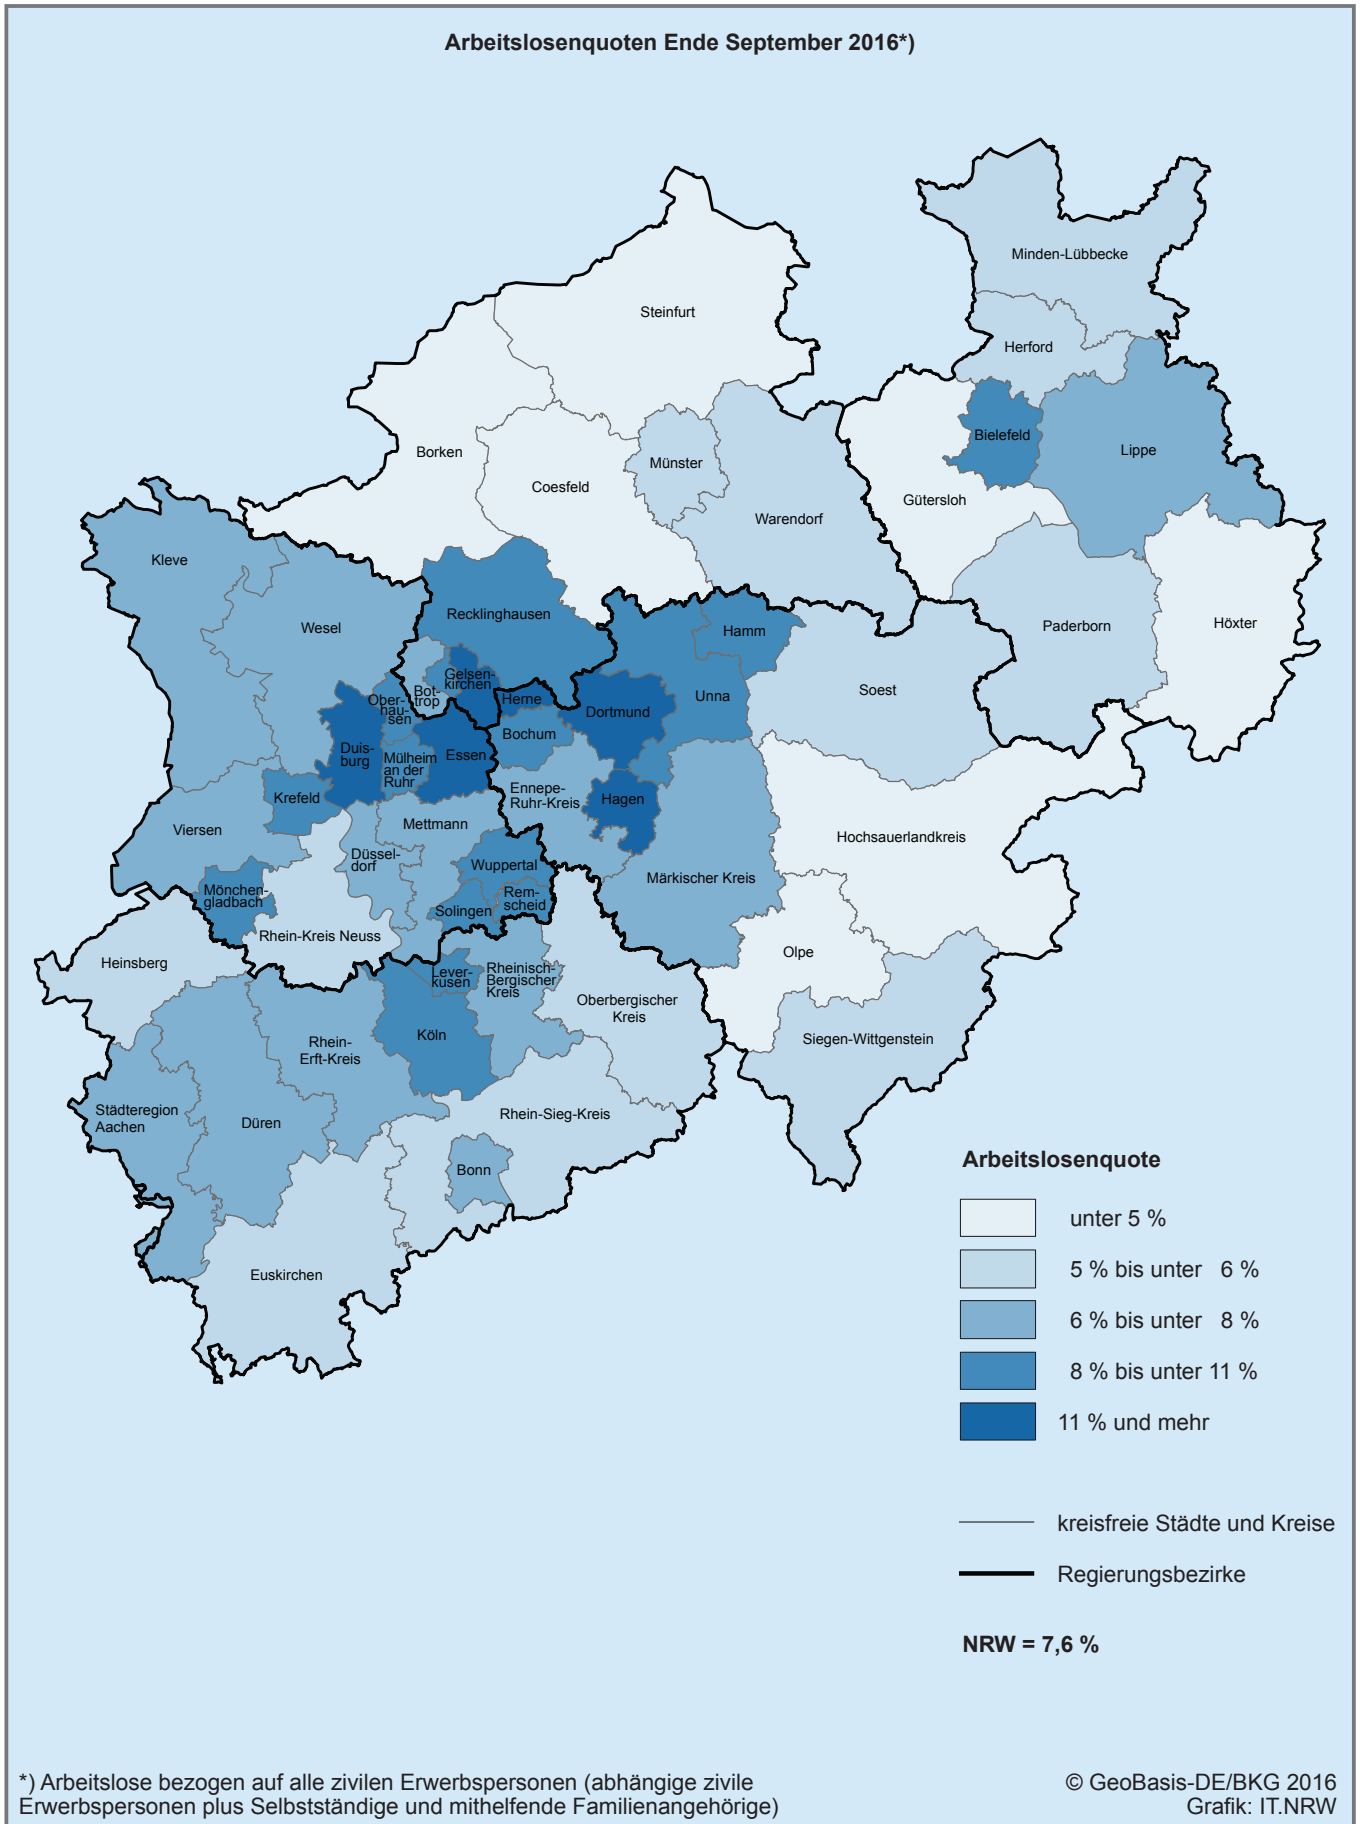 Arbeitslosenquoten Ende September 2016*)
Minden-Lübbecke
Steinfurt
Herford
Bielefeld
Lippe
Borken
Münster
Coesfeld
Gütersloh
Warendorf
Kleve
Recklinghausen
Wesel
Hamm
Paderborn
Höxter
Gelsen-
kirchen
Bot-
trop
Ober-
hau-
sen
Herne
Dortmund
Unna
Soest
Bochum
Duis-
burg
Essen
Mülheim
an der
Ruhr
Krefeld
Ennepe-
Ruhr-Kreis
Hagen
Viersen
Mettmann
Hochsauerlandkreis
Düssel-
dorf
Wuppertal
Märkischer Kreis
Mönchen-
gladbach
Rem-
scheid
Solingen
Rhein-Kreis Neuss
Olpe
Heinsberg
Lever-
kusen
Rheinisch-
Bergischer
Kreis
Oberbergischer
Kreis
Köln
Rhein-
Erft-Kreis
Siegen-Wittgenstein
Städteregion
Aachen
Düren
Rhein-Sieg-Kreis
Bonn
Euskirchen
Arbeitslosenquote
unter 5 %
5 % bis unter 6 %
6 % bis unter 8 %
8 % bis unter 11 %
11 % und mehr
kreisfreie Städte und Kreise
Regierungsbezirke
NRW = 7,6 %
*) Arbeitslose bezogen auf alle zivilen Erwerbspersonen (abhängige zivile
Erwerbspersonen plus Selbstständige und mithelfende Familienangehörige)
© GeoBasis-DE/BKG 2016
Grafik: IT.NRW